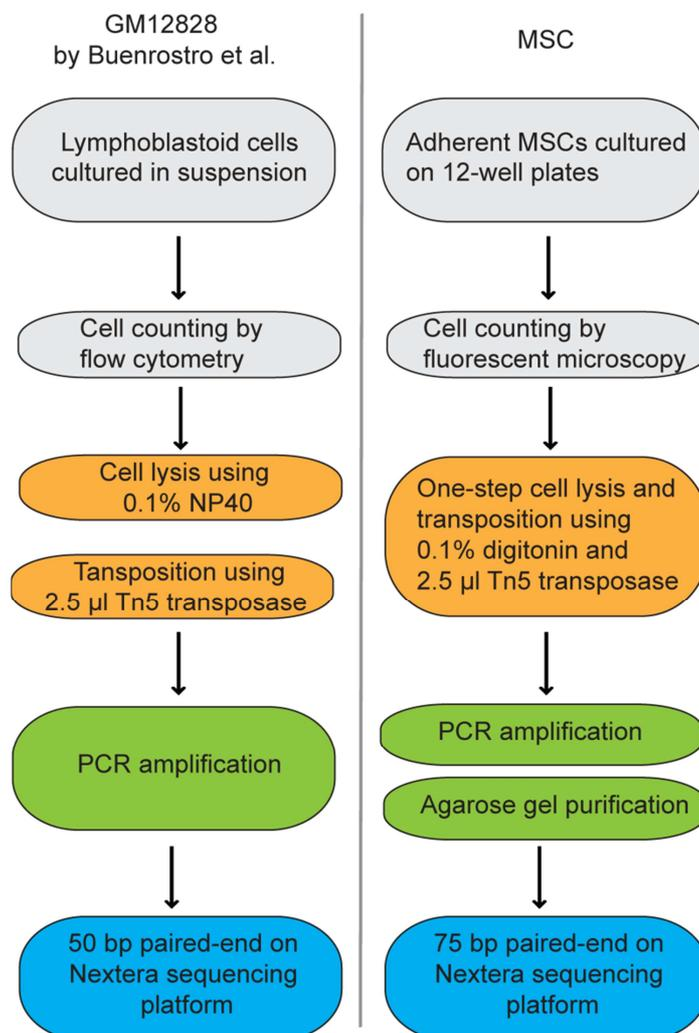 GM12828
by Buenrostro et al.
Lymphoblastoid cells
cultured in suspension
Cell counting by
flow cytometry
Cell lysis using
0.1% NP40
Tansposition using
2.5 µl Tn5 transposase
PCR amplification
50 bp paired-end on
Nextera sequencing
platform
MSC
Adherent MSCs cultured
on 12-well plates
Cell counting by
fluorescent microscopy
One-step cell lysis and
transposition using
0.1% digitonin and
2.5 µl Tn5 transposase
PCR amplification
Agarose gel purification
75 bp paired-end on
Nextera sequencing
platform